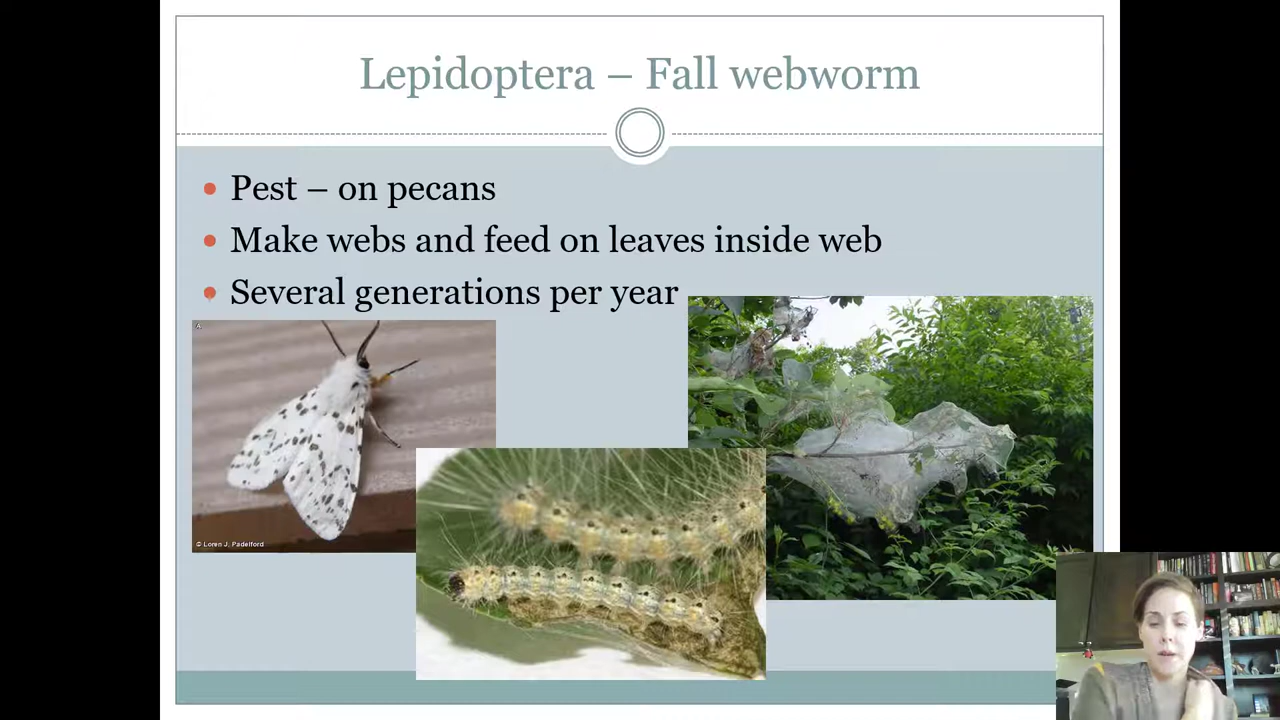 Lepidoptera – Fall webworm
Pest – on pecans
Make webs and feed on leaves inside web
Several generations per year
A
© Loren J. Padelford